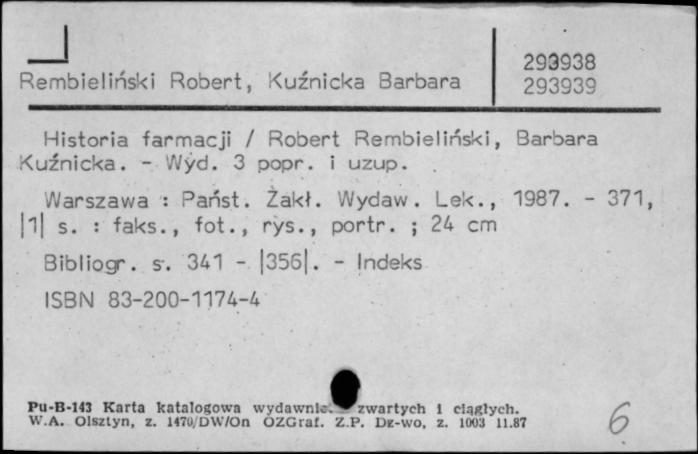 293938
Rembieliński Robert, Kuźnicka Barbara
293939
Historia farmacji / Robert Rembieliński, Barbara
Kuźnicka. - Wyd. 3 popr. i uzup.
Warszawa : Państ. Zakł. Wydaw. Lek., 1987. - 371,
|1| s. : faks., fot., rys., portr. ; 24 cm
Bibliogr. s. 341 - |356|. - Indeks
ISBN 83-200-1174-4
Pu-B-143 Karta katalogowa zwartych i ciągłych.
W.A. Olsztyn, z. 1470/DW/On OZGraf. Z.P. Dz-wo, z. 1003 11.87
6